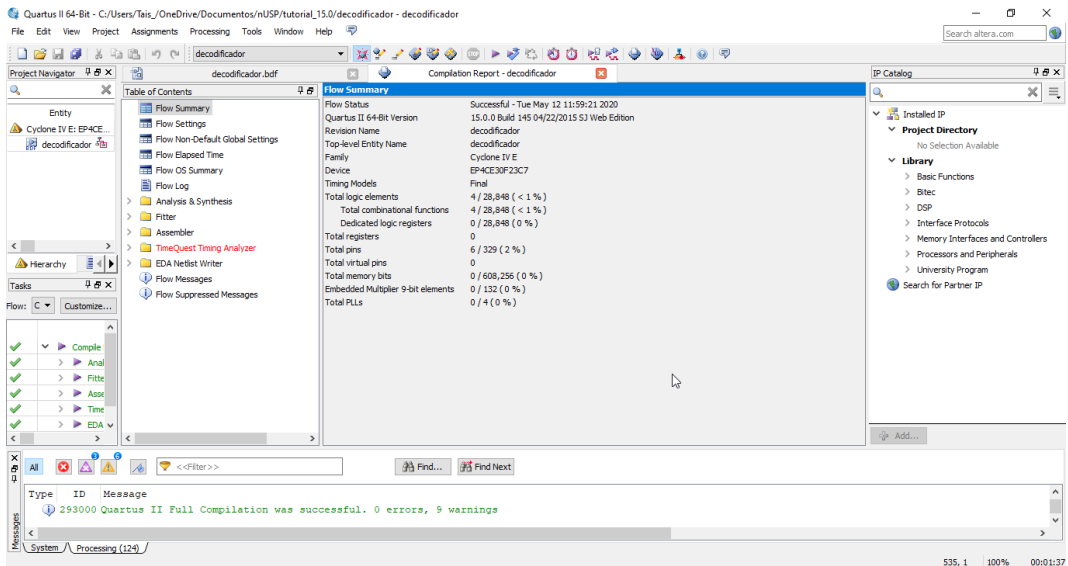 Quartus II 64-Bit - C:/Users/Tais_/OneDrive/Documentos/nUSP/tutorial_15.0/decodificador - decodificador
File Edit View Project Assignments Processing Tools Window Help
Search altera.com
decodificador
Project Navigator
decodificador.bdf
Compilation Report - decodificador
IP Catalog
Entity
Cyclone IV E: EP4CE...
decodificador
Hierarchy
Tasks
Flow: C Customize...
Compile
Anal
Fitte
Asse
Time
EDA
Table of Contents
Flow Summary
Flow Settings
Flow Non-Default Global Settings
Flow Elapsed Time
Flow OS Summary
Flow Log
Analysis & Synthesis
Fitter
Assembler
TimeQuest Timing Analyzer
EDA Netlist Writer
Flow Messages
Flow Suppressed Messages
Flow Summary
Flow Status Successful - Tue May 12 11:59:21 2020
Quartus II 64-Bit Version 15.0.0 Build 145 04/22/2015 SJ Web Edition
Revision Name decodificador
Top-level Entity Name decodificador
Family Cyclone IV E
Device EP4CE30F23C7
Timing Models Final
Total logic elements 4 / 28,848 ( < 1 % )
Total combinational functions 4 / 28,848 ( < 1 % )
Dedicated logic registers 0 / 28,848 ( 0 % )
Total registers 0
Total pins 6 / 329 ( 2 % )
Total virtual pins 0
Total memory bits 0 / 608,256 ( 0 % )
Embedded Multiplier 9-bit elements 0 / 132 ( 0 % )
Total PLLs 0 / 4 ( 0 % )
Installed IP
Project Directory
No Selection Available
Library
Basic Functions
Bitec
DSP
Interface Protocols
Memory Interfaces and Controllers
Processors and Peripherals
University Program
Search for Partner IP
Add...
All 3 6 <<Filter>> Find... Find Next
Type ID Message
293000 Quartus II Full Compilation was successful. 0 errors, 9 warnings
Messages
System Processing (124)
535, 1 100% 00:01:37